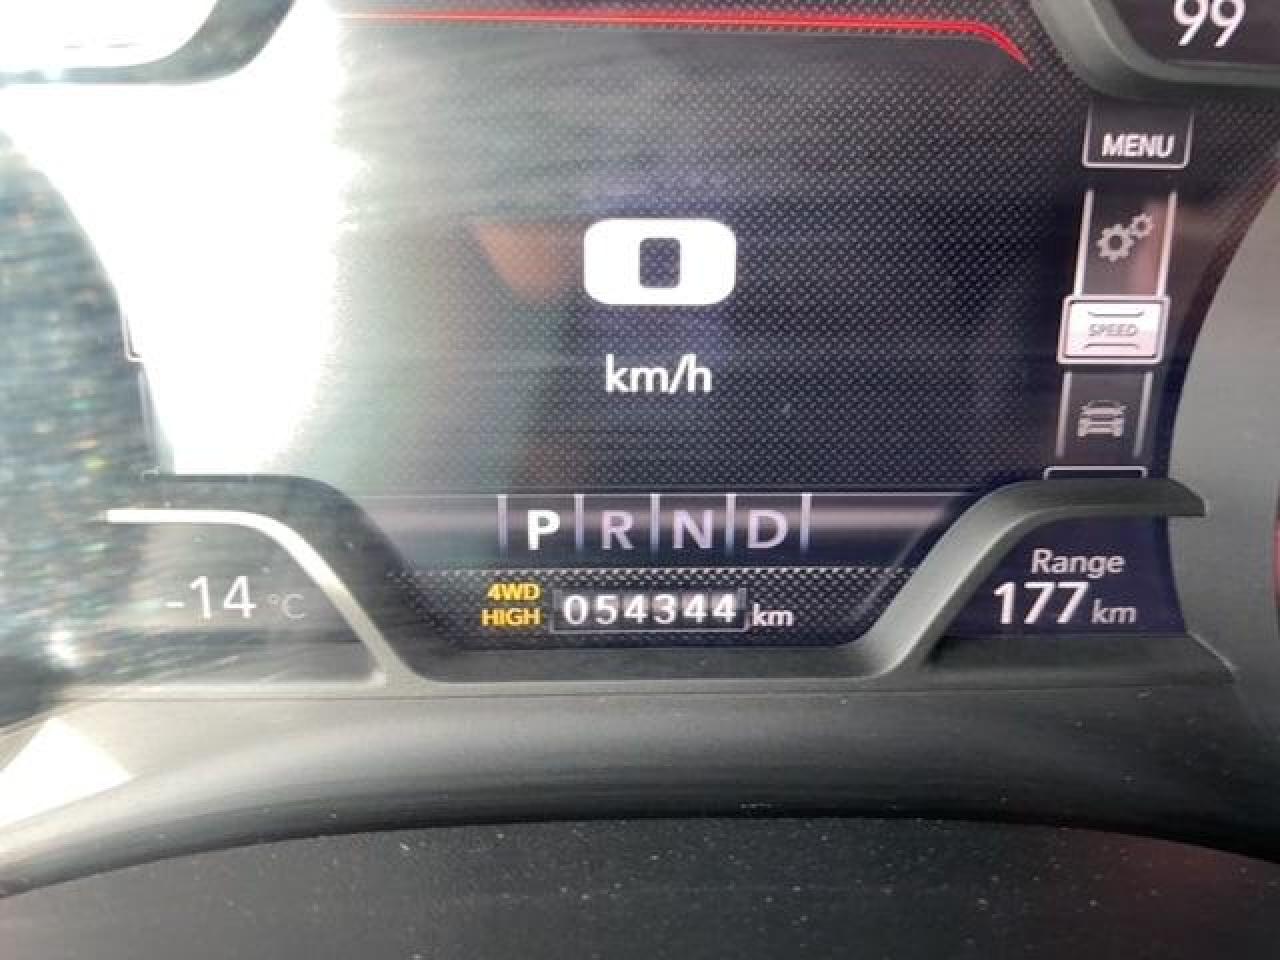 99
MENU
0
SPEED
km/h
P R N D
Range
-14 °C
4WD
HIGH
054344 km
177 km